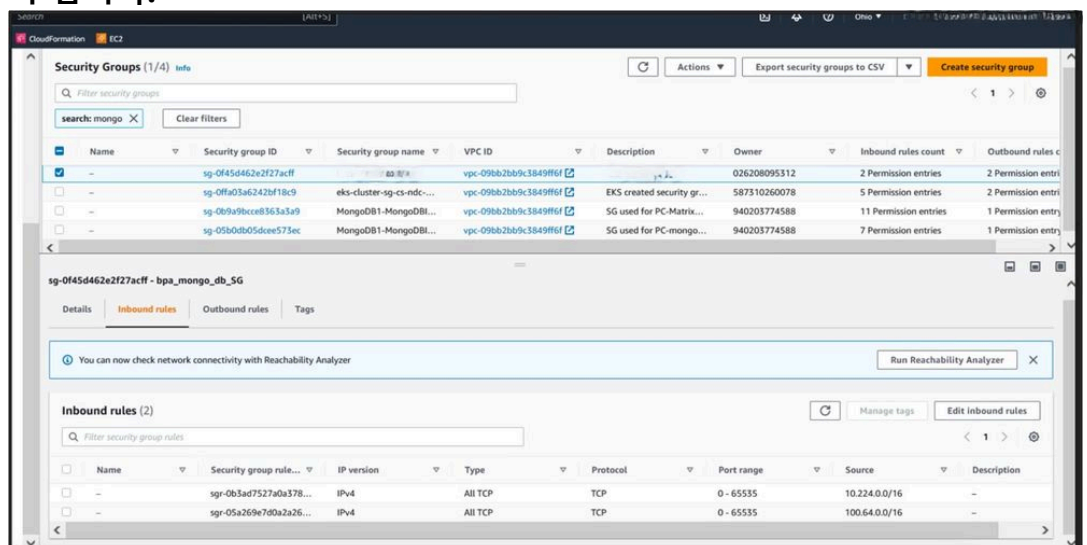 Search [Alt+S] Ohio ▼
CloudFormation EC2
Security Groups (1/4) Info
Actions ▼ Export security groups to CSV ▼ Create security group
Filter security groups < 1 >
search: mongo X Clear filters
Name Security group ID Security group name VPC ID Description Owner Inbound rules count Outbound rules c
– sg-0f45d462e2f27acff vpc-09bb2bb9c3849ff6f 026208095312 2 Permission entries 2 Permission entri
– sg-0ffa03a6242bf18c9 eks-cluster-sg-cs-ndc-... vpc-09bb2bb9c3849ff6f EKS created security gr... 587310260078 5 Permission entries 2 Permission entri
– sg-0b9a9bcce8363a3a9 MongoDB1-MongoDBI... vpc-09bb2bb9c3849ff6f SG used for PC-Matrix... 940203774588 11 Permission entries 1 Permission entry
– sg-05b0db05dcee573ec MongoDB1-MongoDBI... vpc-09bb2bb9c3849ff6f SG used for PC-mongo... 940203774588 7 Permission entries 1 Permission entry
sg-0f45d462e2f27acff - bpa_mongo_db_SG
Details Inbound rules Outbound rules Tags
You can now check network connectivity with Reachability Analyzer Run Reachability Analyzer X
Inbound rules (2) Manage tags Edit inbound rules
Filter security group rules < 1 >
Name Security group rule... IP version Type Protocol Port range Source Description
– sgr-0b3ad7527a0a378... IPv4 All TCP TCP 0 - 65535 10.224.0.0/16 –
– sgr-05a269e7d0a2a26... IPv4 All TCP TCP 0 - 65535 100.64.0.0/16 –